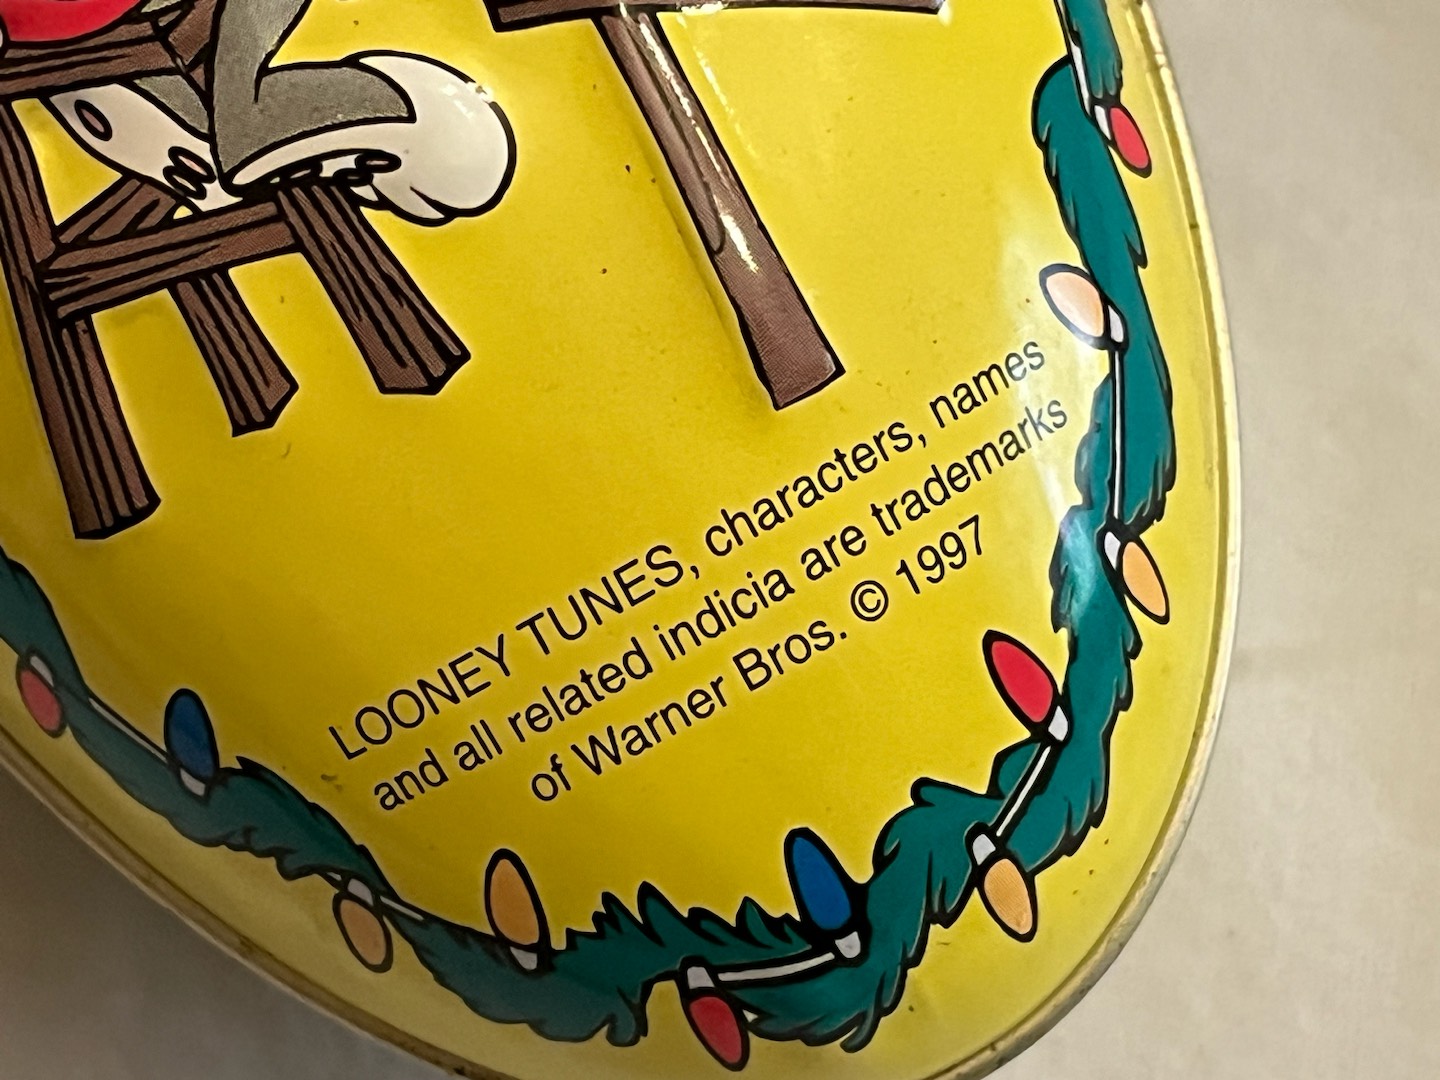 LOONEY TUNES, characters, names
and all related indicia are trademarks
of Warner Bros. © 1997